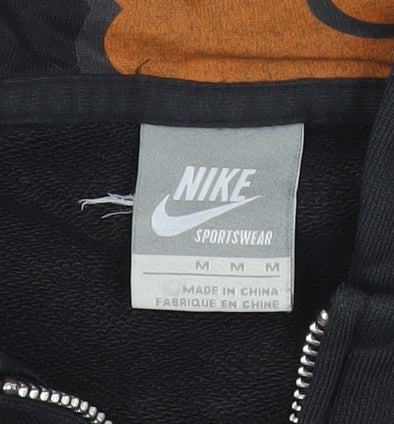 NIKE
SPORTSWEAR
M M M
MADE IN CHINA
FABRIQUE EN CHINE